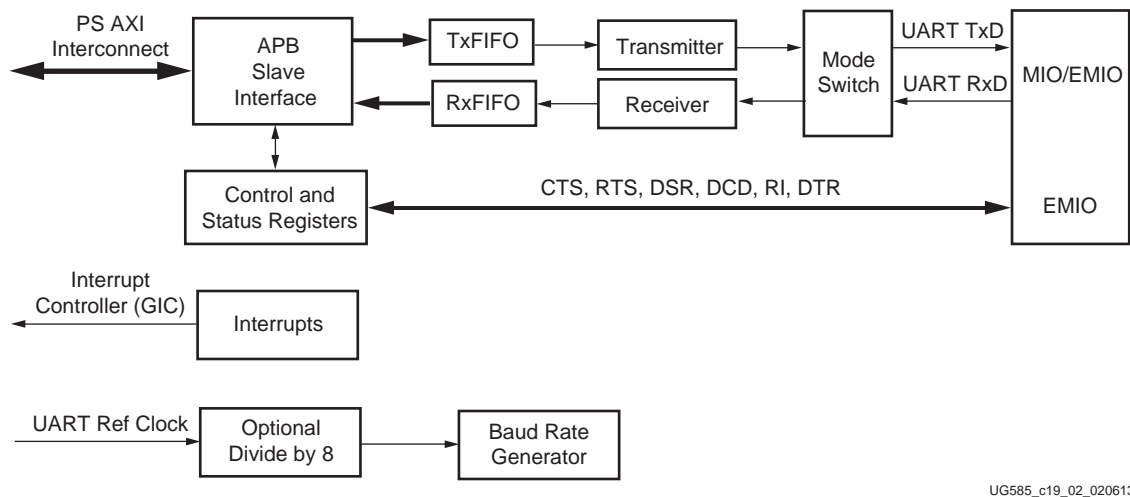 PS AXI
Interconnect
APB
Slave
Interface
TxFIFO
Transmitter
Mode
Switch
UART TxD
MIO/EMIO
RxFIFO
Receiver
UART RxD
Control and
Status Registers
CTS, RTS, DSR, DCD, RI, DTR
EMIO
Interrupt
Controller (GIC)
Interrupts
UART Ref Clock
Optional
Divide by 8
Baud Rate
Generator
UG585_c19_02_020613